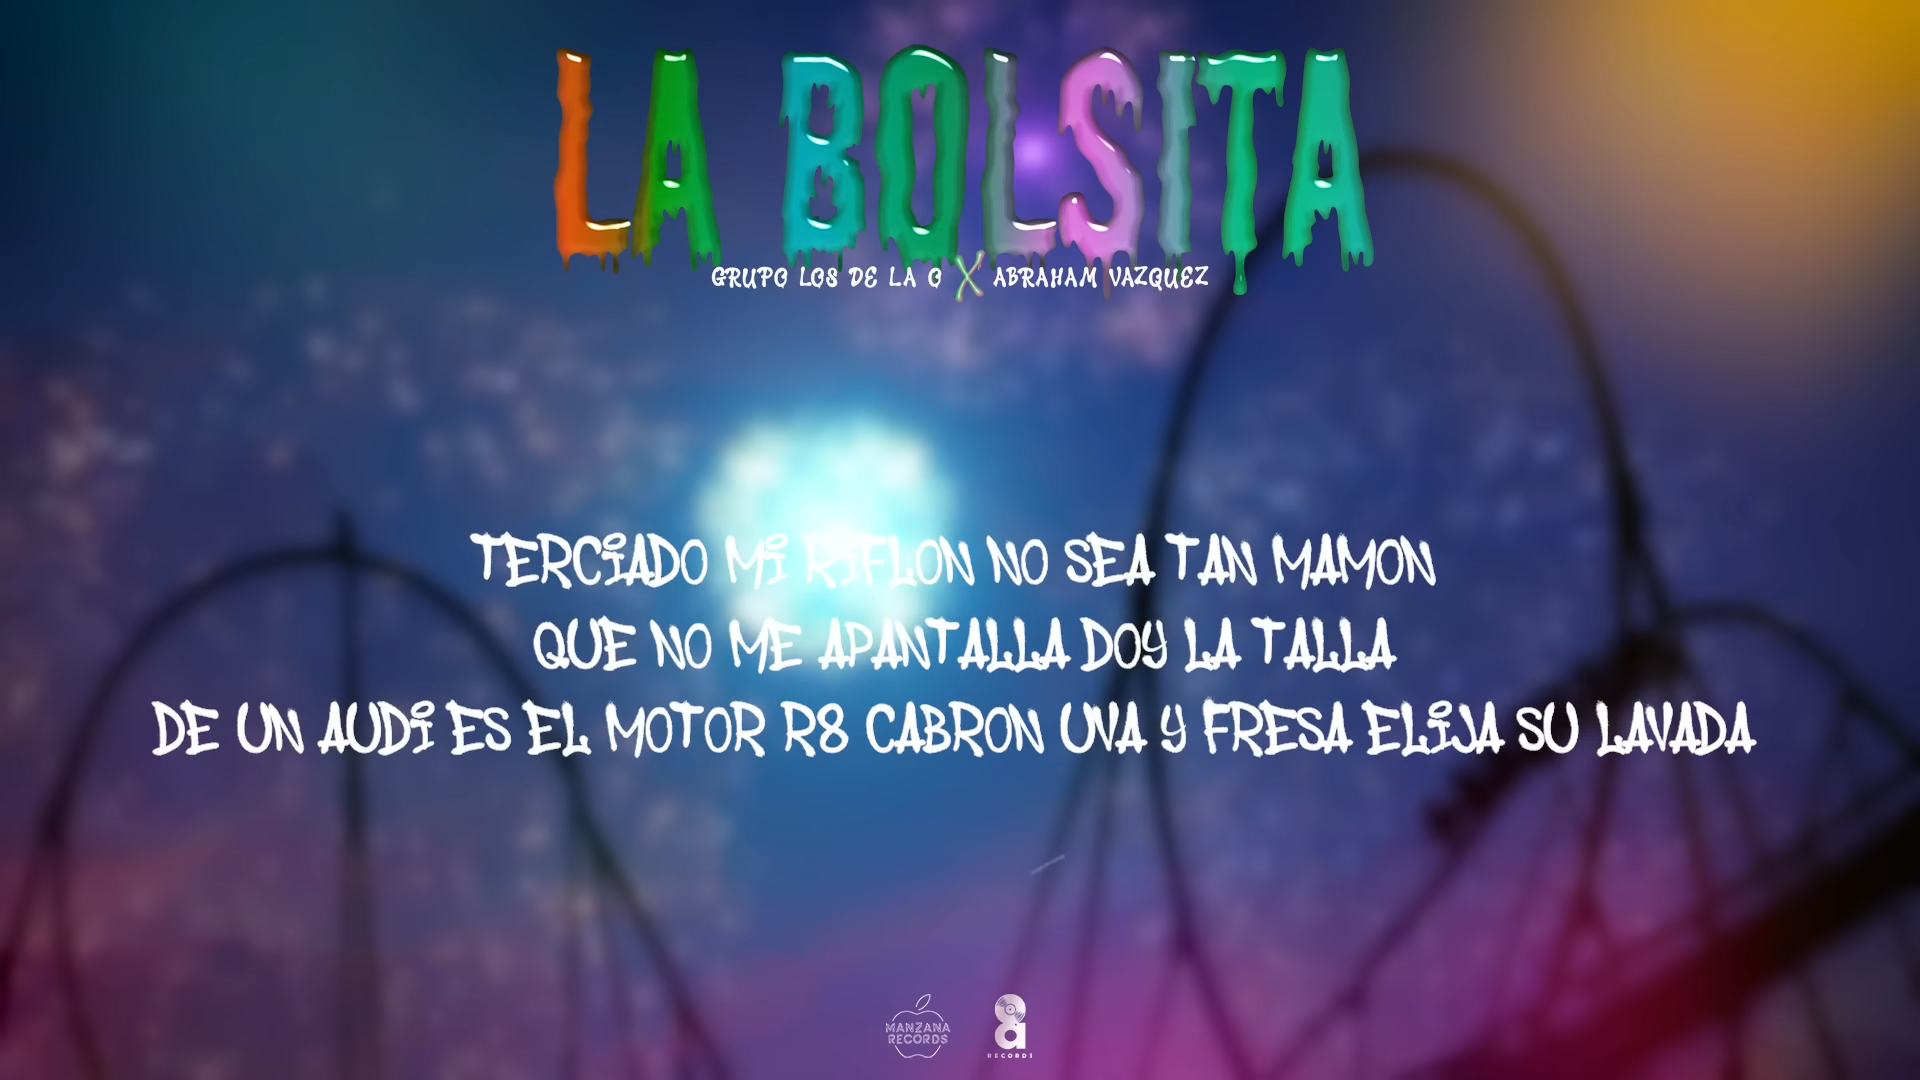 LA BOLSITA
GRUPO LOS DE LA O X ABRAHAM VAZQUEZ
TERCIADO MI RIFLON NO SEA TAN MAMON
QUE NO ME APANTALLA DOY LA TALLA
DE UN AUDI ES EL MOTOR R8 CABRON UVA Y FRESA ELIJA SU LAVADA
MANZANA
RECORDS
8a
RECORDS